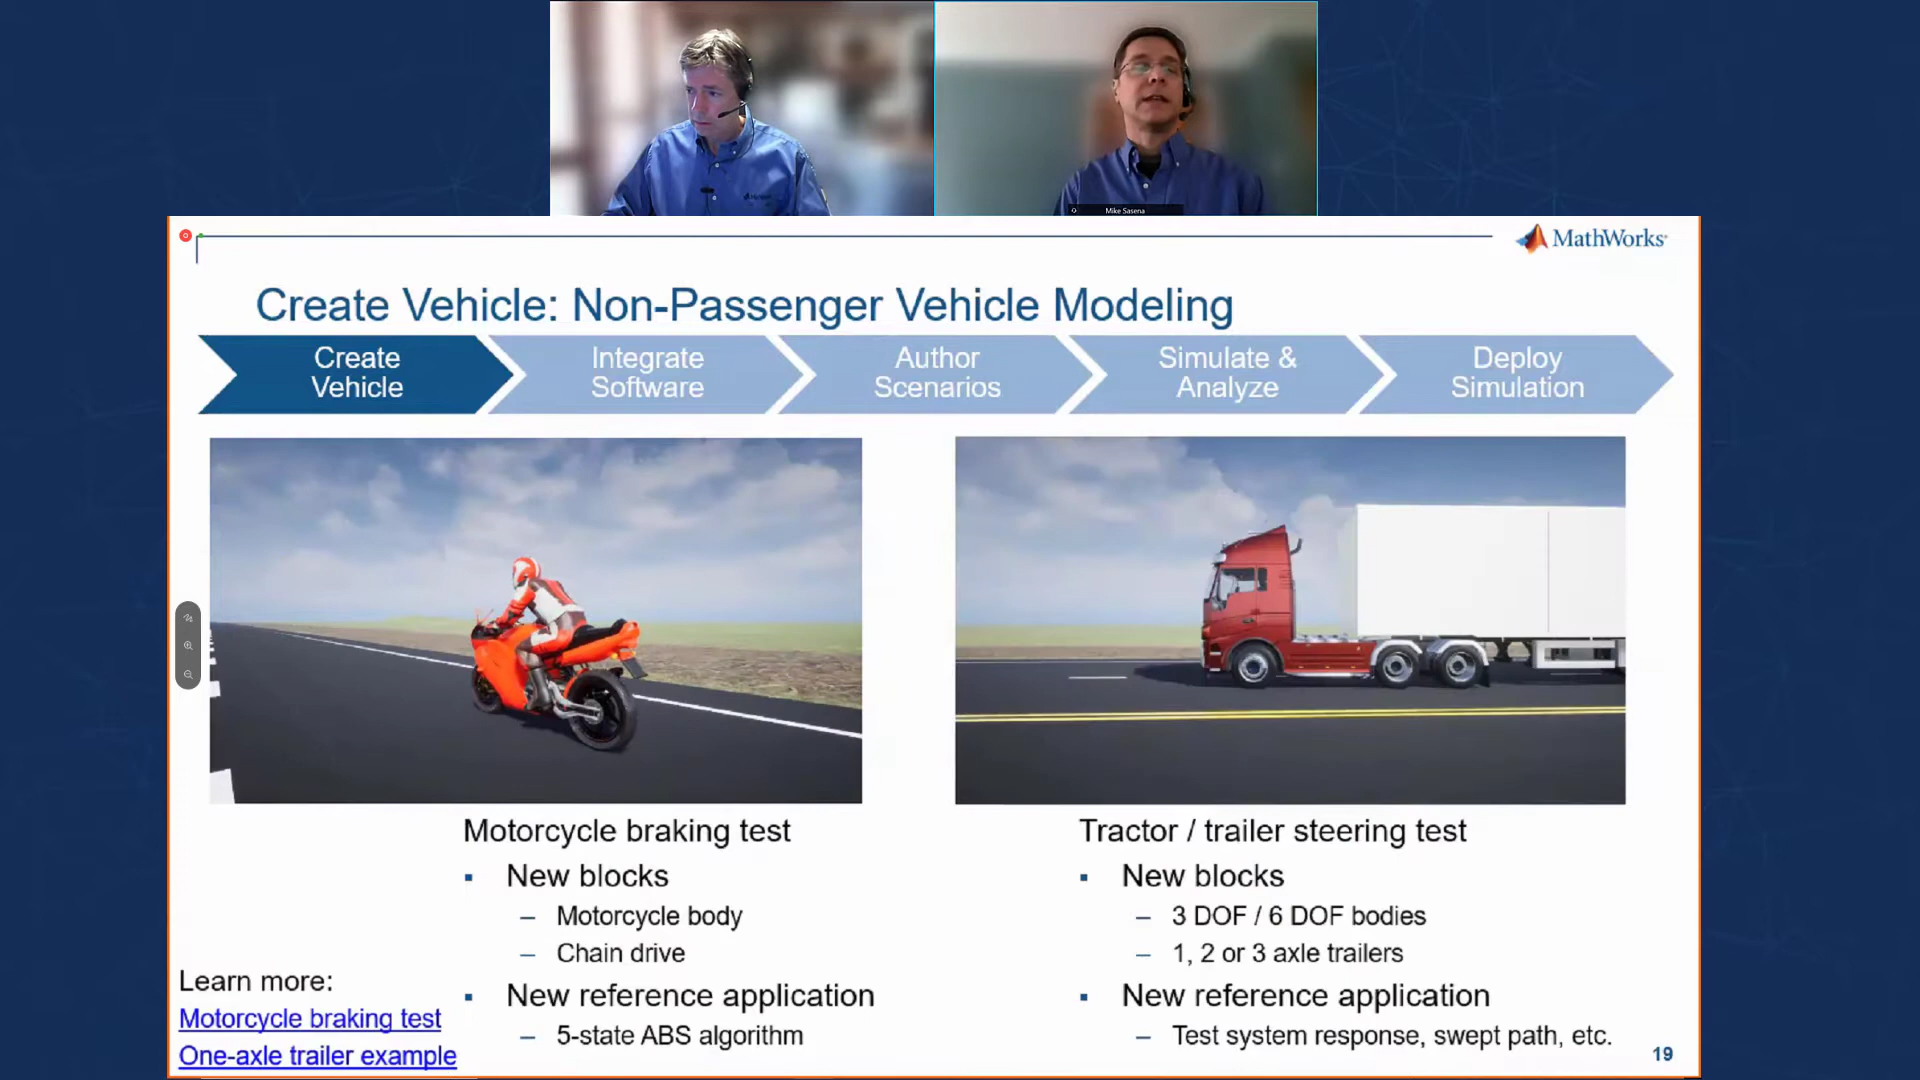 Mike Sasena
MathWorks
Create Vehicle: Non-Passenger Vehicle Modeling
Create
Vehicle
Integrate
Software
Author
Scenarios
Simulate &
Analyze
Deploy
Simulation
Motorcycle braking test
▪ New blocks
– Motorcycle body
– Chain drive
▪ New reference application
– 5-state ABS algorithm
Tractor / trailer steering test
▪ New blocks
– 3 DOF / 6 DOF bodies
– 1, 2 or 3 axle trailers
▪ New reference application
– Test system response, swept path, etc.
Learn more:
Motorcycle braking test
One-axle trailer example
19